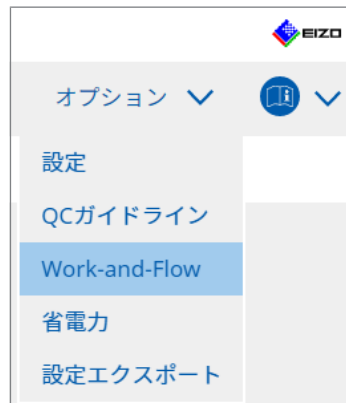 EIZO
オプション
設定
QCガイドライン
Work-and-Flow
省電力
設定エクスポート